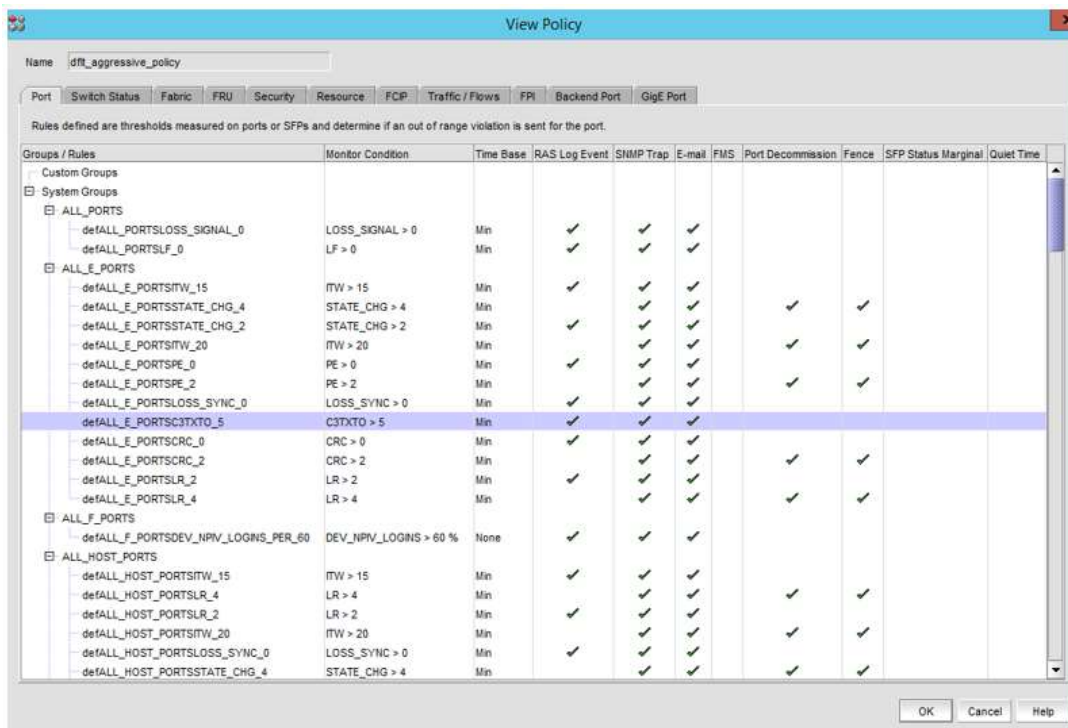 View Policy
x
Name dflt_aggressive_policy
Port Switch Status Fabric FRU Security Resource FCIP Traffic / Flows FPI Backend Port GigE Port
Rules defined are thresholds measured on ports or SFPs and determine if an out of range violation is sent for the port.
Groups / Rules Monitor Condition Time Base RAS Log Event SNMP Trap E-mail FMS Port Decommission Fence SFP Status Marginal Quiet Time
Custom Groups
System Groups
ALL_PORTS
defALL_PORTSLOSS_SIGNAL_0 LOSS_SIGNAL > 0 Min
defALL_PORTSLF_0 LF > 0 Min
ALL_E_PORTS
defALL_E_PORTSITW_15 ITW > 15 Min
defALL_E_PORTSSTATE_CHG_4 STATE_CHG > 4 Min
defALL_E_PORTSSTATE_CHG_2 STATE_CHG > 2 Min
defALL_E_PORTSITW_20 ITW > 20 Min
defALL_E_PORTSPE_0 PE > 0 Min
defALL_E_PORTSPE_2 PE > 2 Min
defALL_E_PORTSLOSS_SYNC_0 LOSS_SYNC > 0 Min
defALL_E_PORTSC3TXTO_5 C3TXTO > 5 Min
defALL_E_PORTSCRC_0 CRC > 0 Min
defALL_E_PORTSCRC_2 CRC > 2 Min
defALL_E_PORTSLR_2 LR > 2 Min
defALL_E_PORTSLR_4 LR > 4 Min
ALL_F_PORTS
defALL_F_PORTSDEV_NPIV_LOGINS_PER_60 DEV_NPIV_LOGINS > 60 % None
ALL_HOST_PORTS
defALL_HOST_PORTSITW_15 ITW > 15 Min
defALL_HOST_PORTSLR_4 LR > 4 Min
defALL_HOST_PORTSLR_2 LR > 2 Min
defALL_HOST_PORTSITW_20 ITW > 20 Min
defALL_HOST_PORTSLOSS_SYNC_0 LOSS_SYNC > 0 Min
defALL_HOST_PORTSSTATE_CHG_4 STATE_CHG > 4 Min
OK Cancel Help